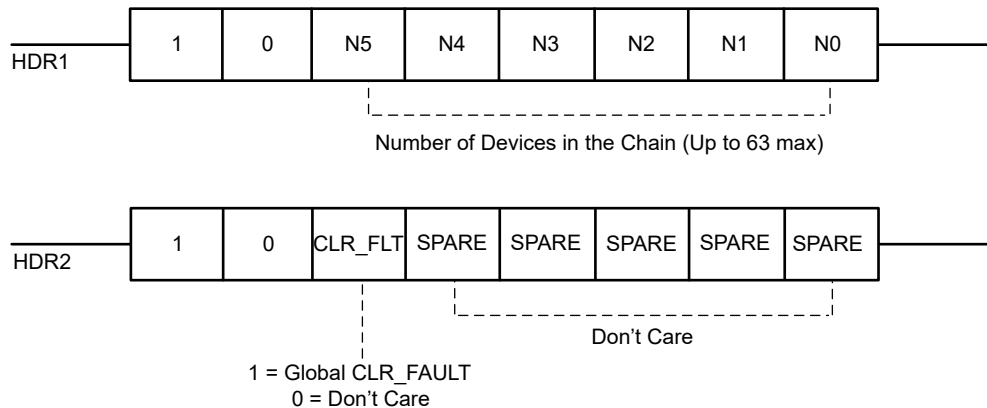 HDR1
1 0 N5 N4 N3 N2 N1 N0
Number of Devices in the Chain (Up to 63 max)
HDR2
1 0 CLR_FLT SPARE SPARE SPARE SPARE SPARE
Don't Care
1 = Global CLR_FAULT
0 = Don't Care